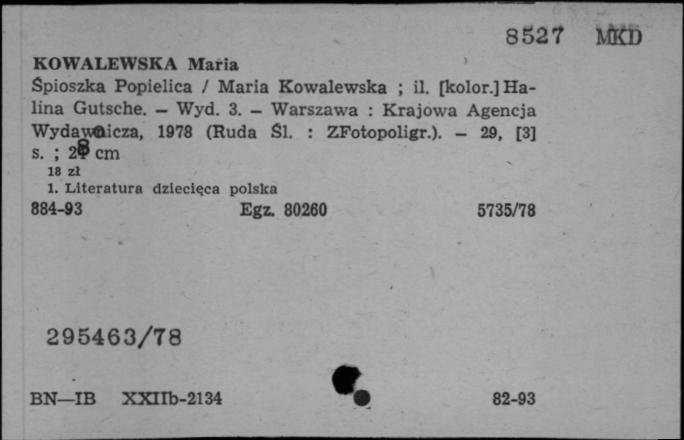 8527 MKD
KOWALEWSKA Maria
Śpioszka Popielica / Maria Kowalewska ; il. [kolor.] Ha-
lina Gutsche. — Wyd. 3. — Warszawa : Krajowa Agencja
Wydawnicza, 1978 (Ruda Śl. : ZFotopoligr.). — 29, [3]
s. ; 28 cm
18 zł
1. Literatura dziecięca polska
884-93 Egz. 80260 5735/78
295463/78
BN—IB XXIIb-2134 82-93